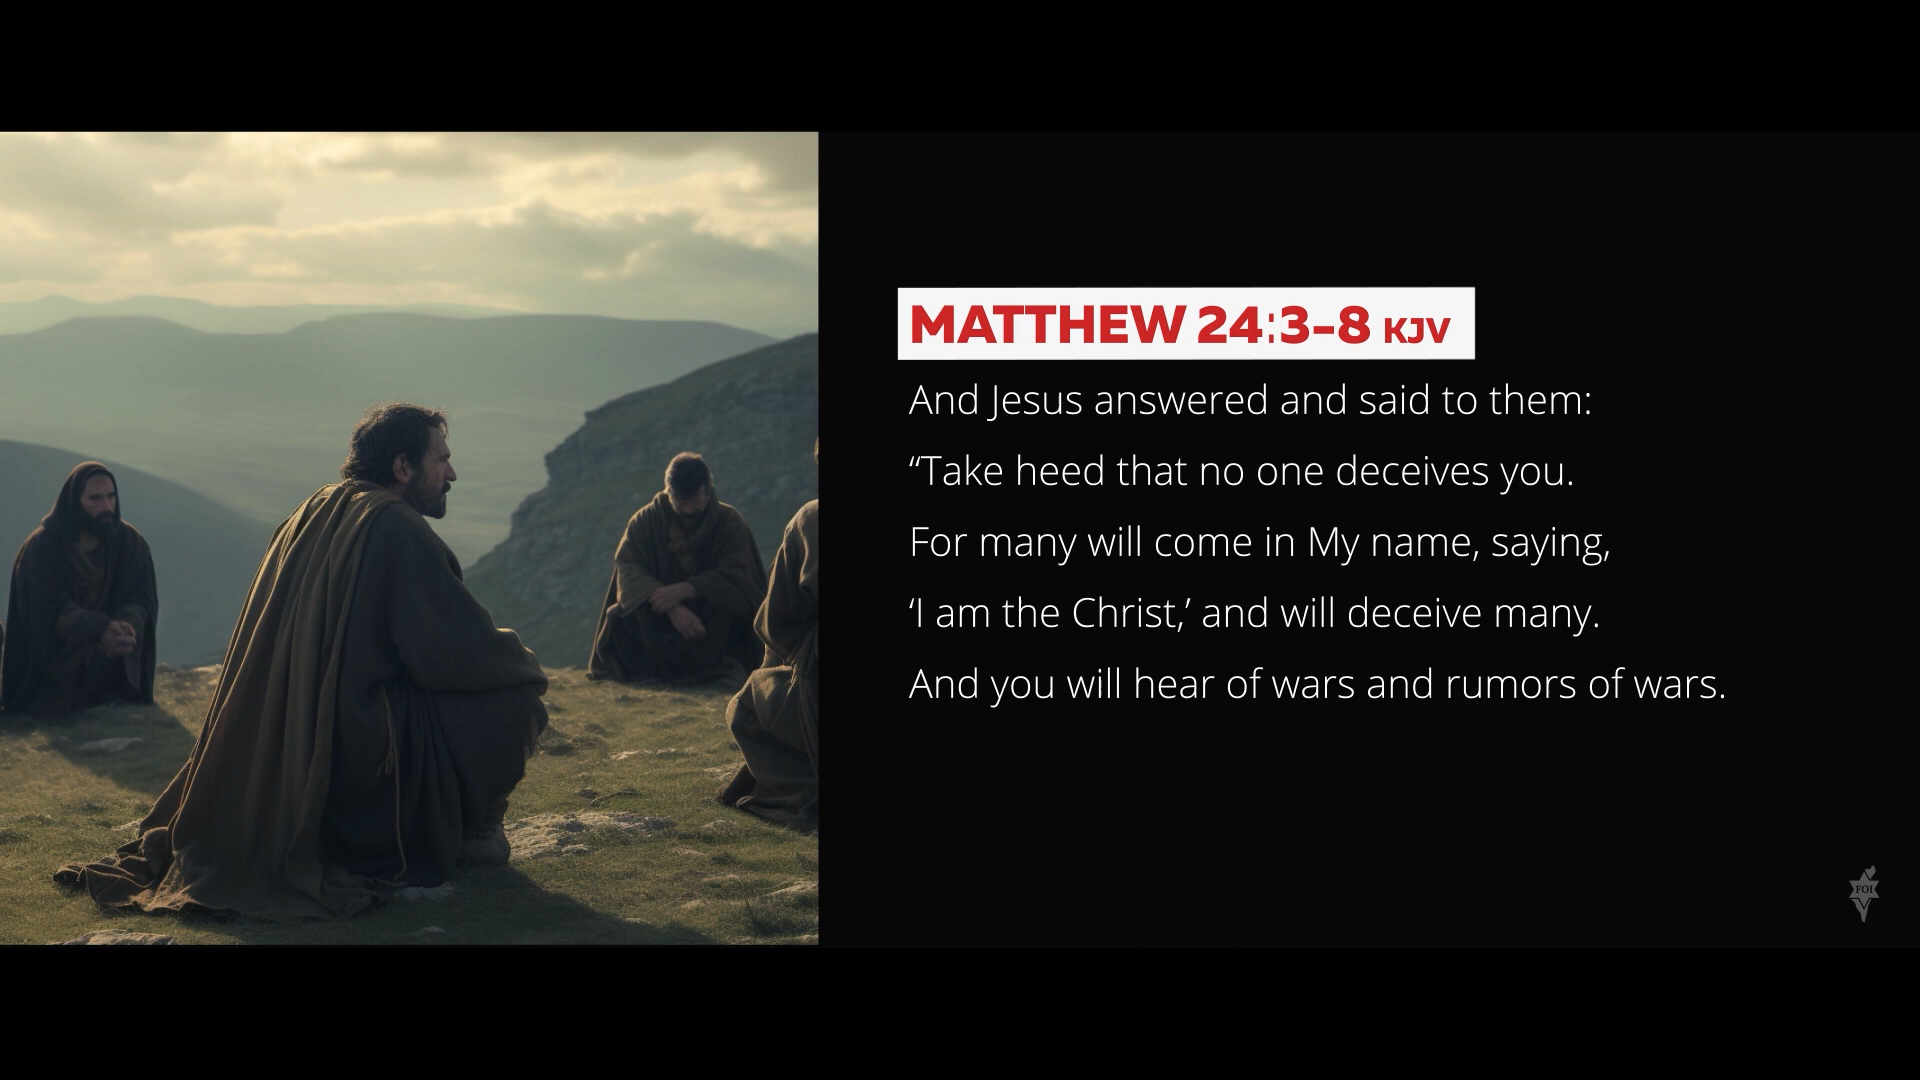 MATTHEW 24:3-8 KJV
And Jesus answered and said to them:
“Take heed that no one deceives you.
For many will come in My name, saying,
‘I am the Christ,’ and will deceive many.
And you will hear of wars and rumors of wars.
FOI